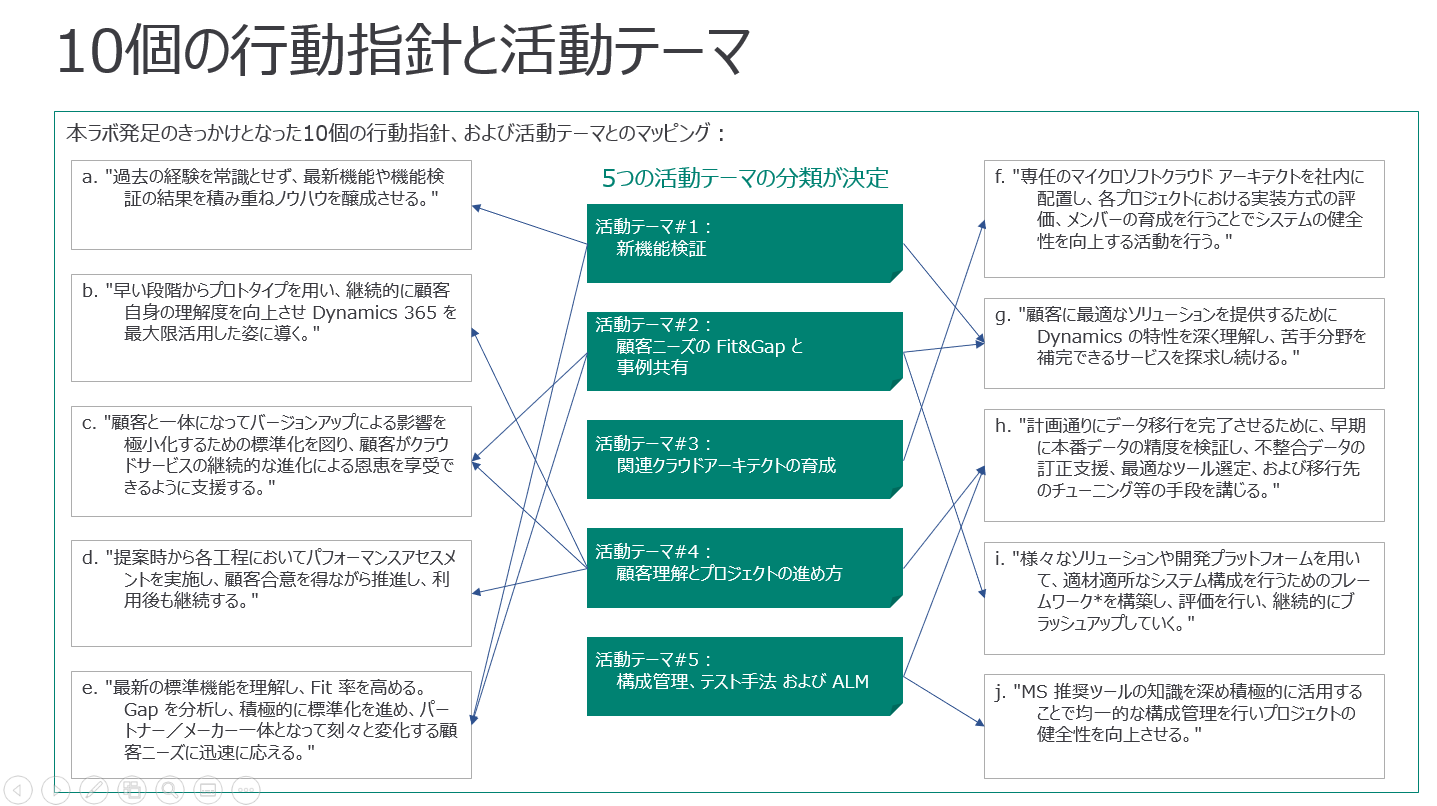 10個の行動指針と活動テーマ
本ラボ発足のきっかけとなった10個の行動指針、および活動テーマとのマッピング：
a. "過去の経験を常識とせず、最新機能や機能検
証の結果を積み重ねノウハウを醸成させる。"
b. "早い段階からプロトタイプを用い、継続的に顧客
自身の理解度を向上させ Dynamics 365 を
最大限活用した姿に導く。"
c. "顧客と一体になってバージョンアップによる影響を
極小化するための標準化を図り、顧客がクラウ
ドサービスの継続的な進化による恩恵を享受で
きるように支援する。"
d. "提案時から各工程においてパフォーマンスアセスメ
ントを実施し、顧客合意を得ながら推進し、利
用後も継続する。"
e. "最新の標準機能を理解し、Fit 率を高める。
Gap を分析し、積極的に標準化を進め、パー
トナー／メーカー一体となって刻々と変化する顧
客ニーズに迅速に応える。"
5つの活動テーマの分類が決定
活動テーマ#1：
新機能検証
活動テーマ#2：
顧客ニーズの Fit&Gap と
事例共有
活動テーマ#3：
関連クラウドアーキテクトの育成
活動テーマ#4：
顧客理解とプロジェクトの進め方
活動テーマ#5：
構成管理、テスト手法 および ALM
f. "専任のマイクロソフトクラウド アーキテクトを社内に
配置し、各プロジェクトにおける実装方式の評
価、メンバーの育成を行うことでシステムの健全
性を向上する活動を行う。"
g. "顧客に最適なソリューションを提供するために
Dynamics の特性を深く理解し、苦手分野を
補完できるサービスを探求し続ける。"
h. "計画通りにデータ移行を完了させるために、早期
に本番データの精度を検証し、不整合データの
訂正支援、最適なツール選定、および移行先
のチューニング等の手段を講じる。"
i. "様々なソリューションや開発プラットフォームを用い
て、適材適所なシステム構成を行うためのフレー
ムワーク*を構築し、評価を行い、継続的にブ
ラッシュアップしていく。"
j. "MS 推奨ツールの知識を深め積極的に活用する
ことで均一的な構成管理を行いプロジェクトの
健全性を向上させる。"